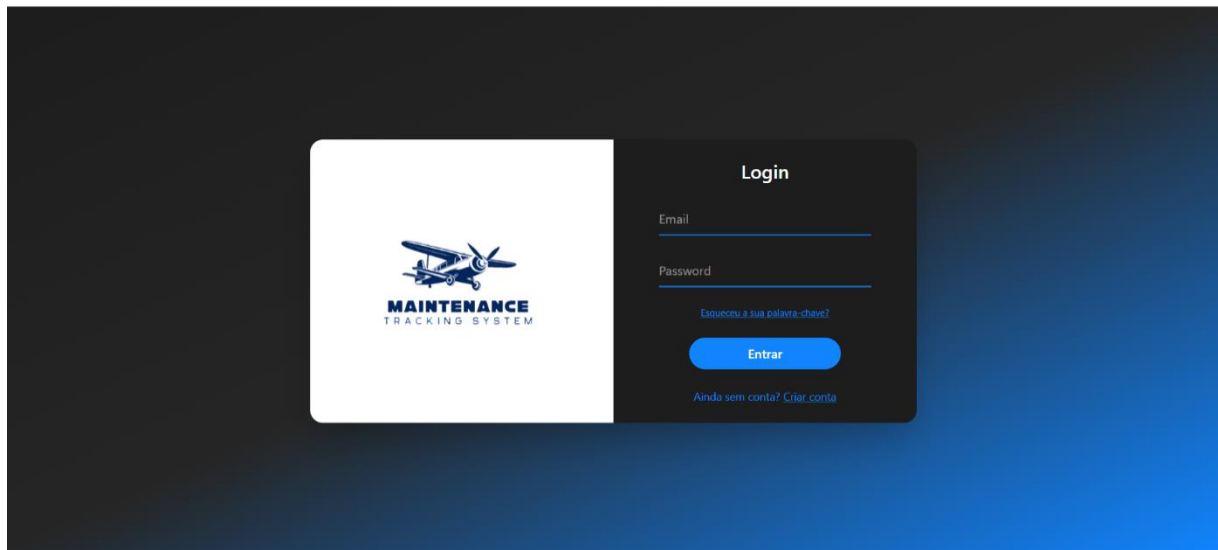 MAINTENANCE
TRACKING SYSTEM
Login
Email
Password
Esqueceu a sua palavra-chave?
Entrar
Ainda sem conta? Criar conta